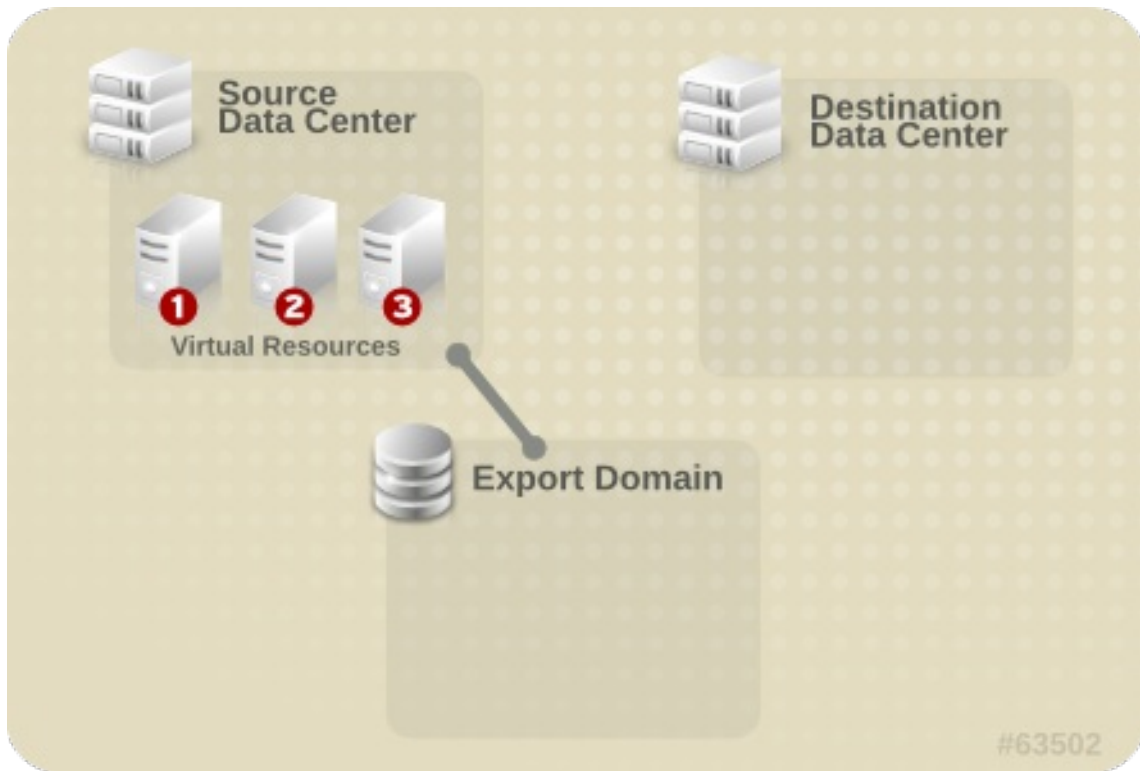 Source
Data Center
Destination
Data Center
1
2
3
Virtual Resources
Export Domain
#63502